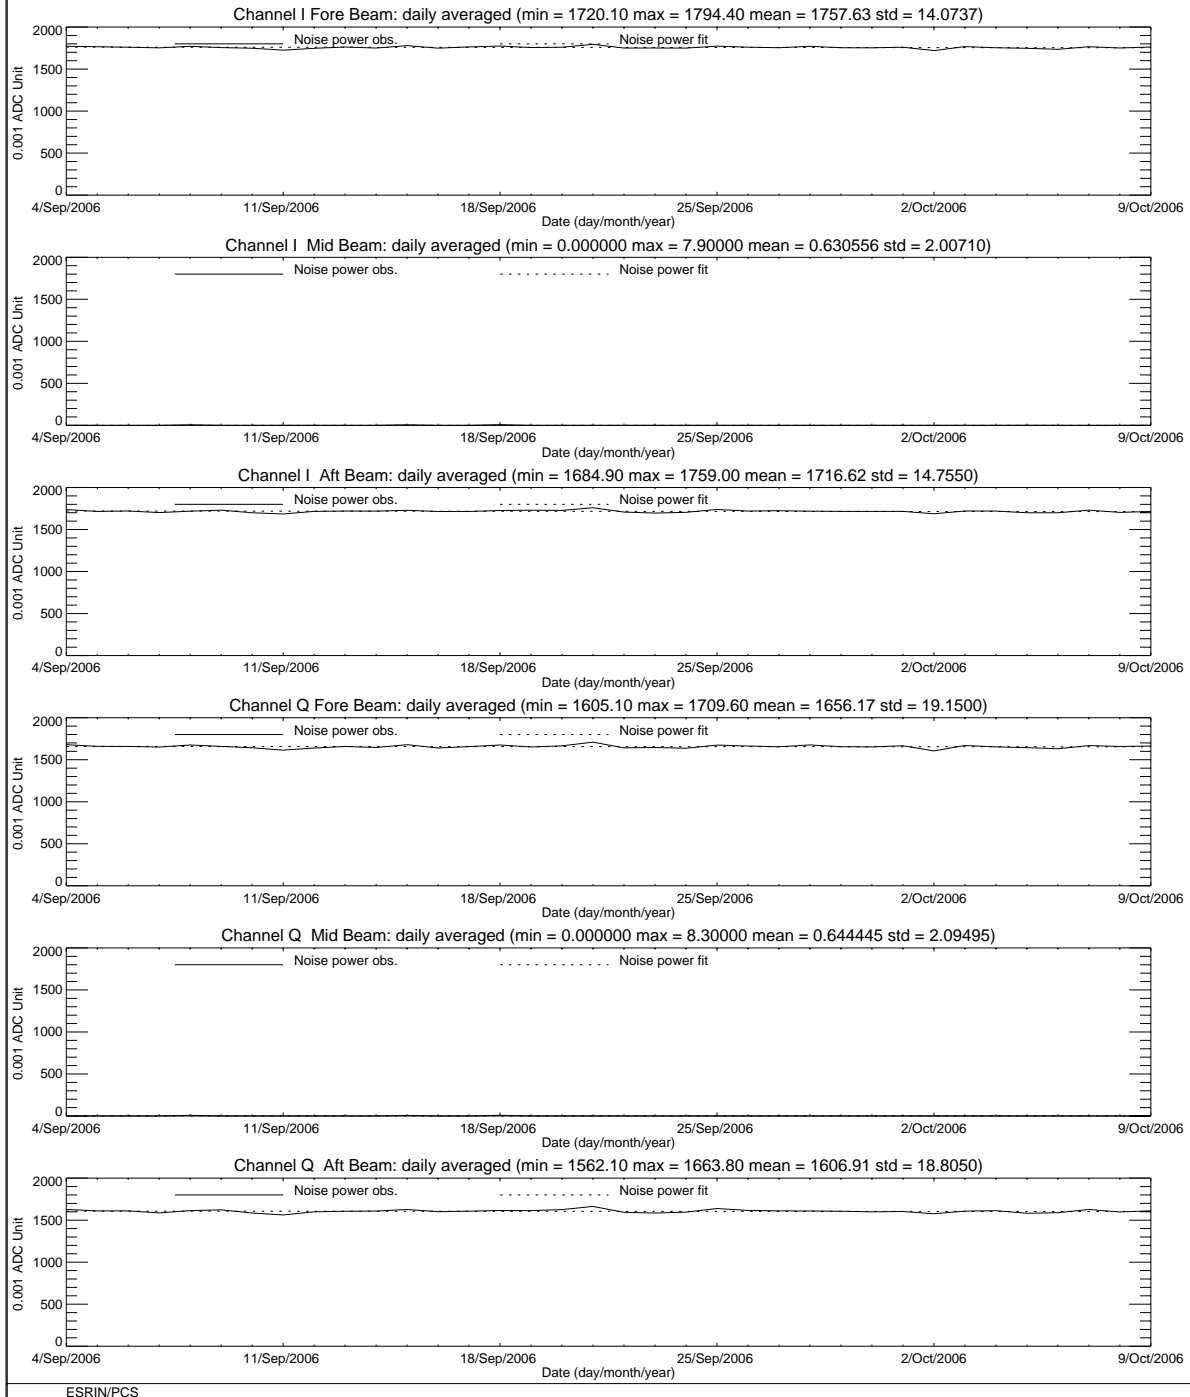 Channel I Fore Beam: daily averaged (min = 1720.10 max = 1794.40 mean = 1757.63 std = 14.0737)
2000
Noise power obs.
Noise power fit
1500
1000
500
0
0.001 ADC Unit
4/Sep/2006 11/Sep/2006 18/Sep/2006 25/Sep/2006 2/Oct/2006 9/Oct/2006
Date (day/month/year)
Channel I Mid Beam: daily averaged (min = 0.000000 max = 7.90000 mean = 0.630556 std = 2.00710)
2000
Noise power obs.
Noise power fit
1500
1000
500
0
0.001 ADC Unit
4/Sep/2006 11/Sep/2006 18/Sep/2006 25/Sep/2006 2/Oct/2006 9/Oct/2006
Date (day/month/year)
Channel I Aft Beam: daily averaged (min = 1684.90 max = 1759.00 mean = 1716.62 std = 14.7550)
2000
Noise power obs.
Noise power fit
1500
1000
500
0
0.001 ADC Unit
4/Sep/2006 11/Sep/2006 18/Sep/2006 25/Sep/2006 2/Oct/2006 9/Oct/2006
Date (day/month/year)
Channel Q Fore Beam: daily averaged (min = 1605.10 max = 1709.60 mean = 1656.17 std = 19.1500)
2000
Noise power obs.
Noise power fit
1500
1000
500
0
0.001 ADC Unit
4/Sep/2006 11/Sep/2006 18/Sep/2006 25/Sep/2006 2/Oct/2006 9/Oct/2006
Date (day/month/year)
Channel Q Mid Beam: daily averaged (min = 0.000000 max = 8.30000 mean = 0.644445 std = 2.09495)
2000
Noise power obs.
Noise power fit
1500
1000
500
0
0.001 ADC Unit
4/Sep/2006 11/Sep/2006 18/Sep/2006 25/Sep/2006 2/Oct/2006 9/Oct/2006
Date (day/month/year)
Channel Q Aft Beam: daily averaged (min = 1562.10 max = 1663.80 mean = 1606.91 std = 18.8050)
2000
Noise power obs.
Noise power fit
1500
1000
500
0
0.001 ADC Unit
4/Sep/2006 11/Sep/2006 18/Sep/2006 25/Sep/2006 2/Oct/2006 9/Oct/2006
Date (day/month/year)
ESRIN/PCS